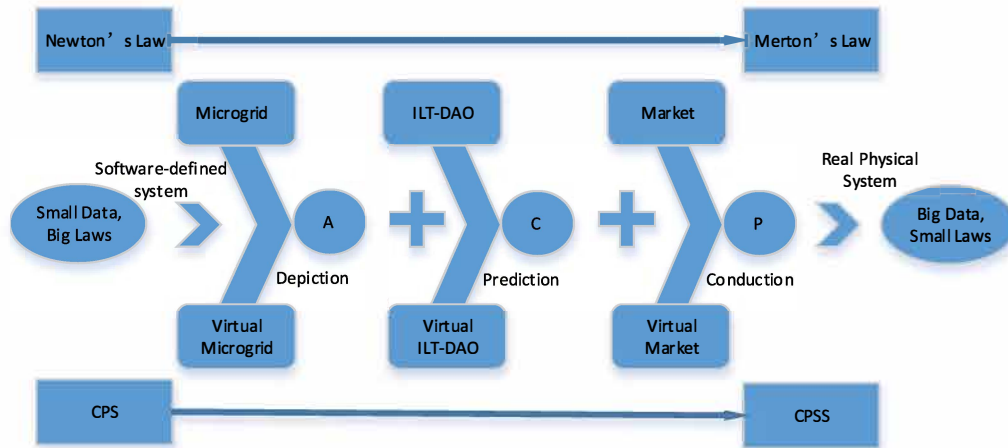 Newton’s Law
Merton’s Law
Microgrid
ILT-DAO
Market
Software-defined
system
Real Physical
System
Small Data,
Big Laws
A
C
P
Big Data,
Small Laws
Depiction
Prediction
Conduction
Virtual
Microgrid
Virtual
ILT-DAO
Virtual
Market
CPS
CPSS